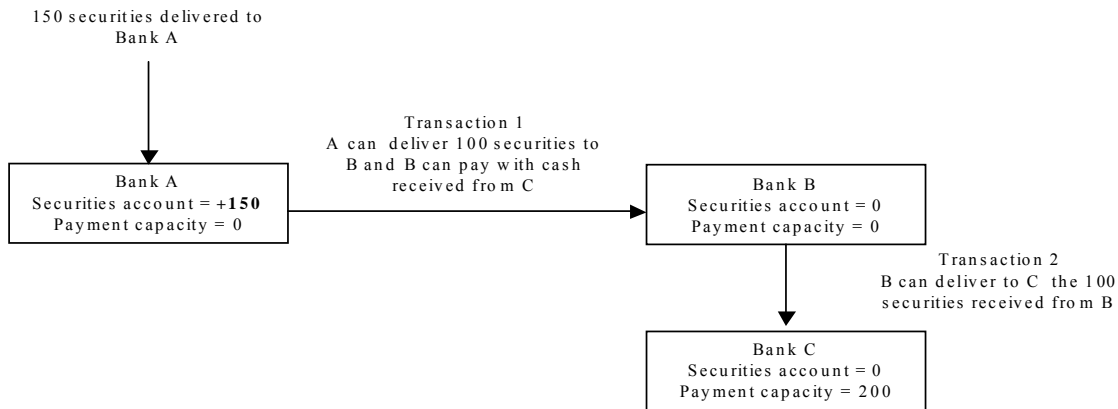 150 securities delivered to
Bank A
Transaction 1
A can deliver 100 securities to
B and B can pay with cash
received from C
Bank A
Securities account = +150
Payment capacity = 0
Bank B
Securities account = 0
Payment capacity = 0
Transaction 2
B can deliver to C the 100
securities received from B
Bank C
Securities account = 0
Payment capacity = 200